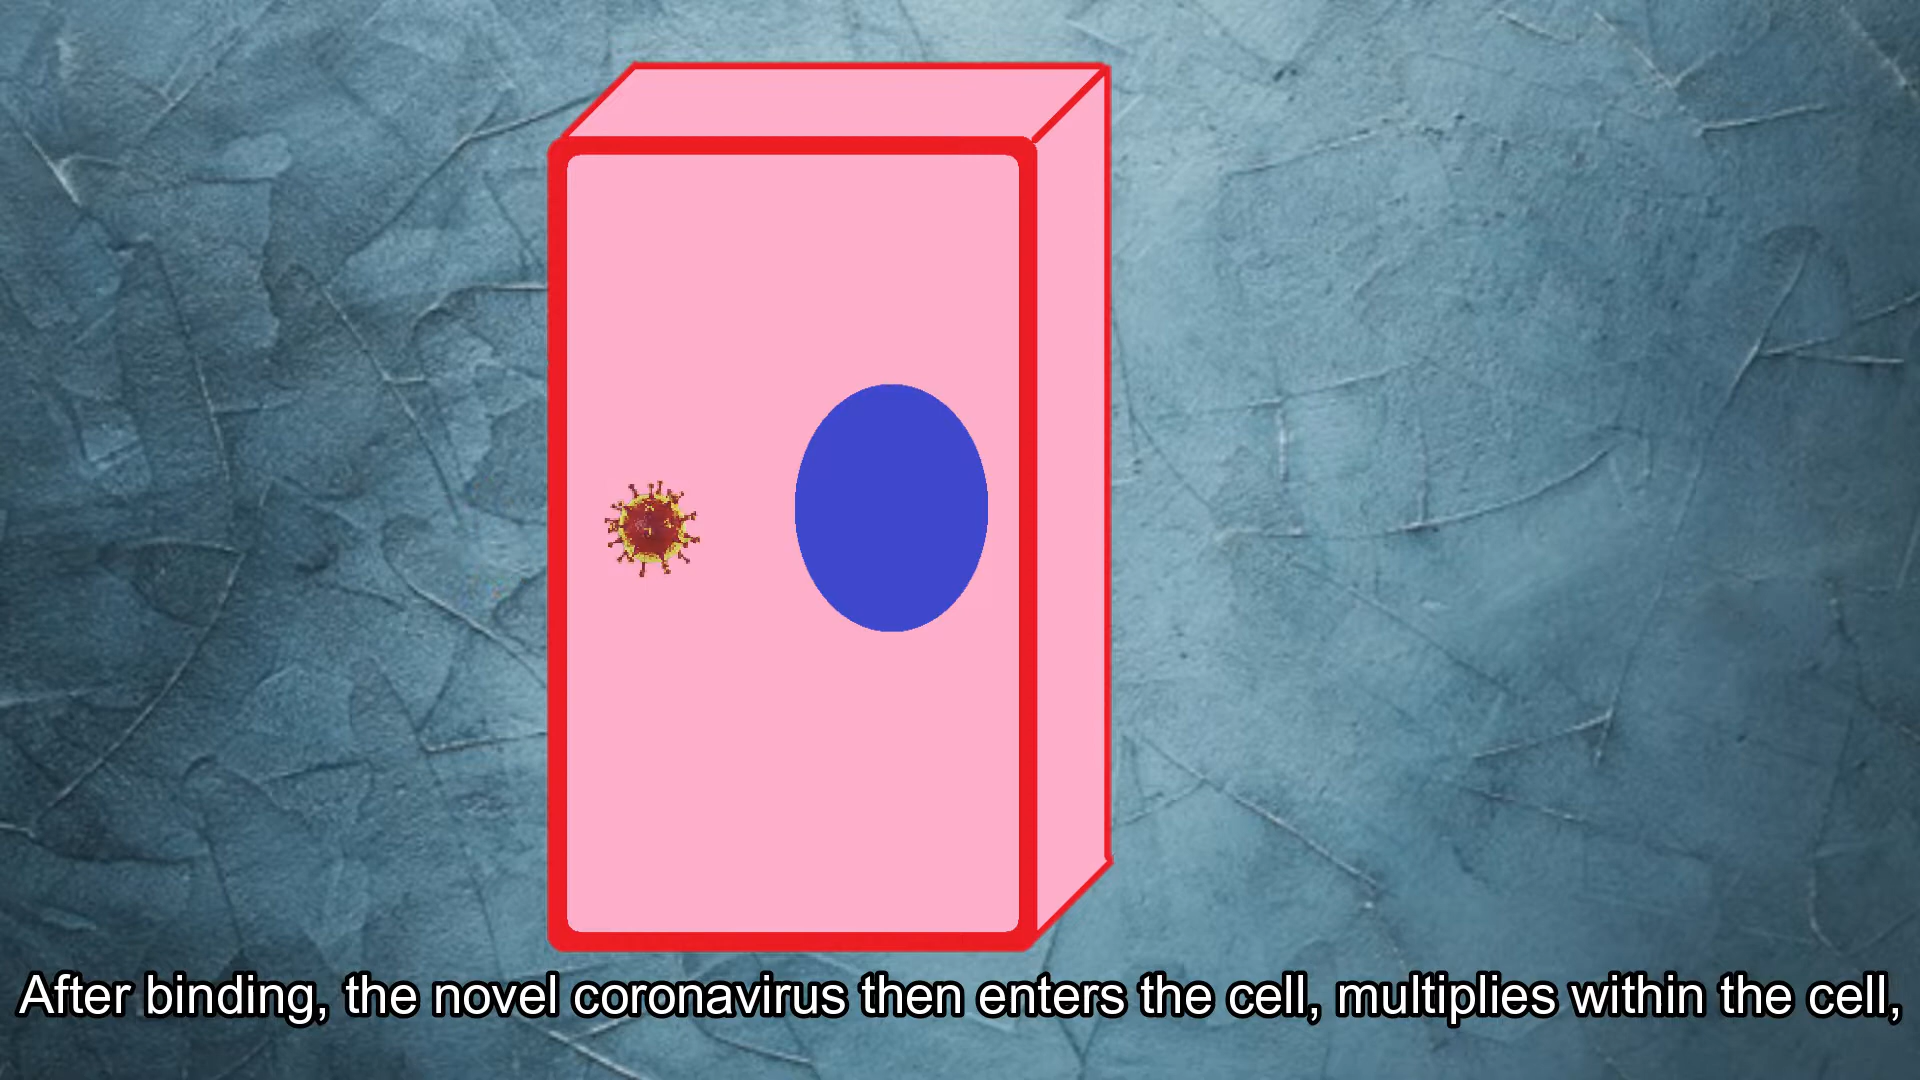 After binding, the novel coronavirus then enters the cell, multiplies within the cell,